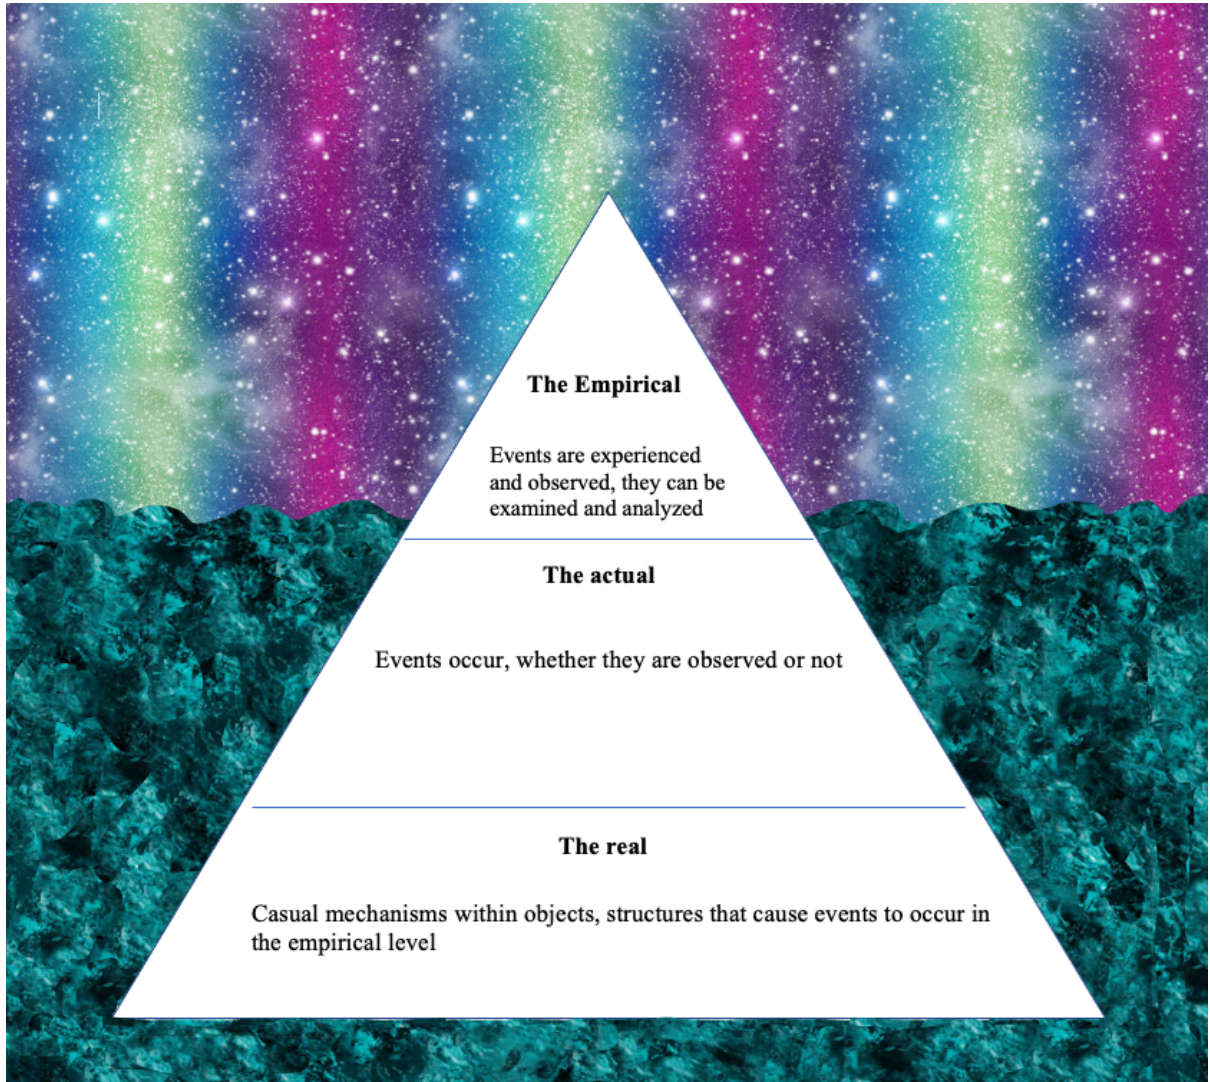 The Empirical
Events are experienced
and observed, they can be
examined and analyzed
The actual
Events occur, whether they are observed or not
The real
Casual mechanisms within objects, structures that cause events to occur in
the empirical level